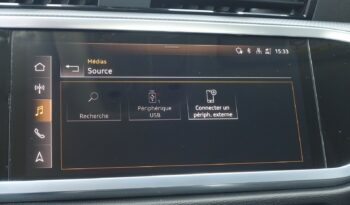 15:33
Médias
Source
Recherche
Périphérique
USB
Connecter un
périph. externe